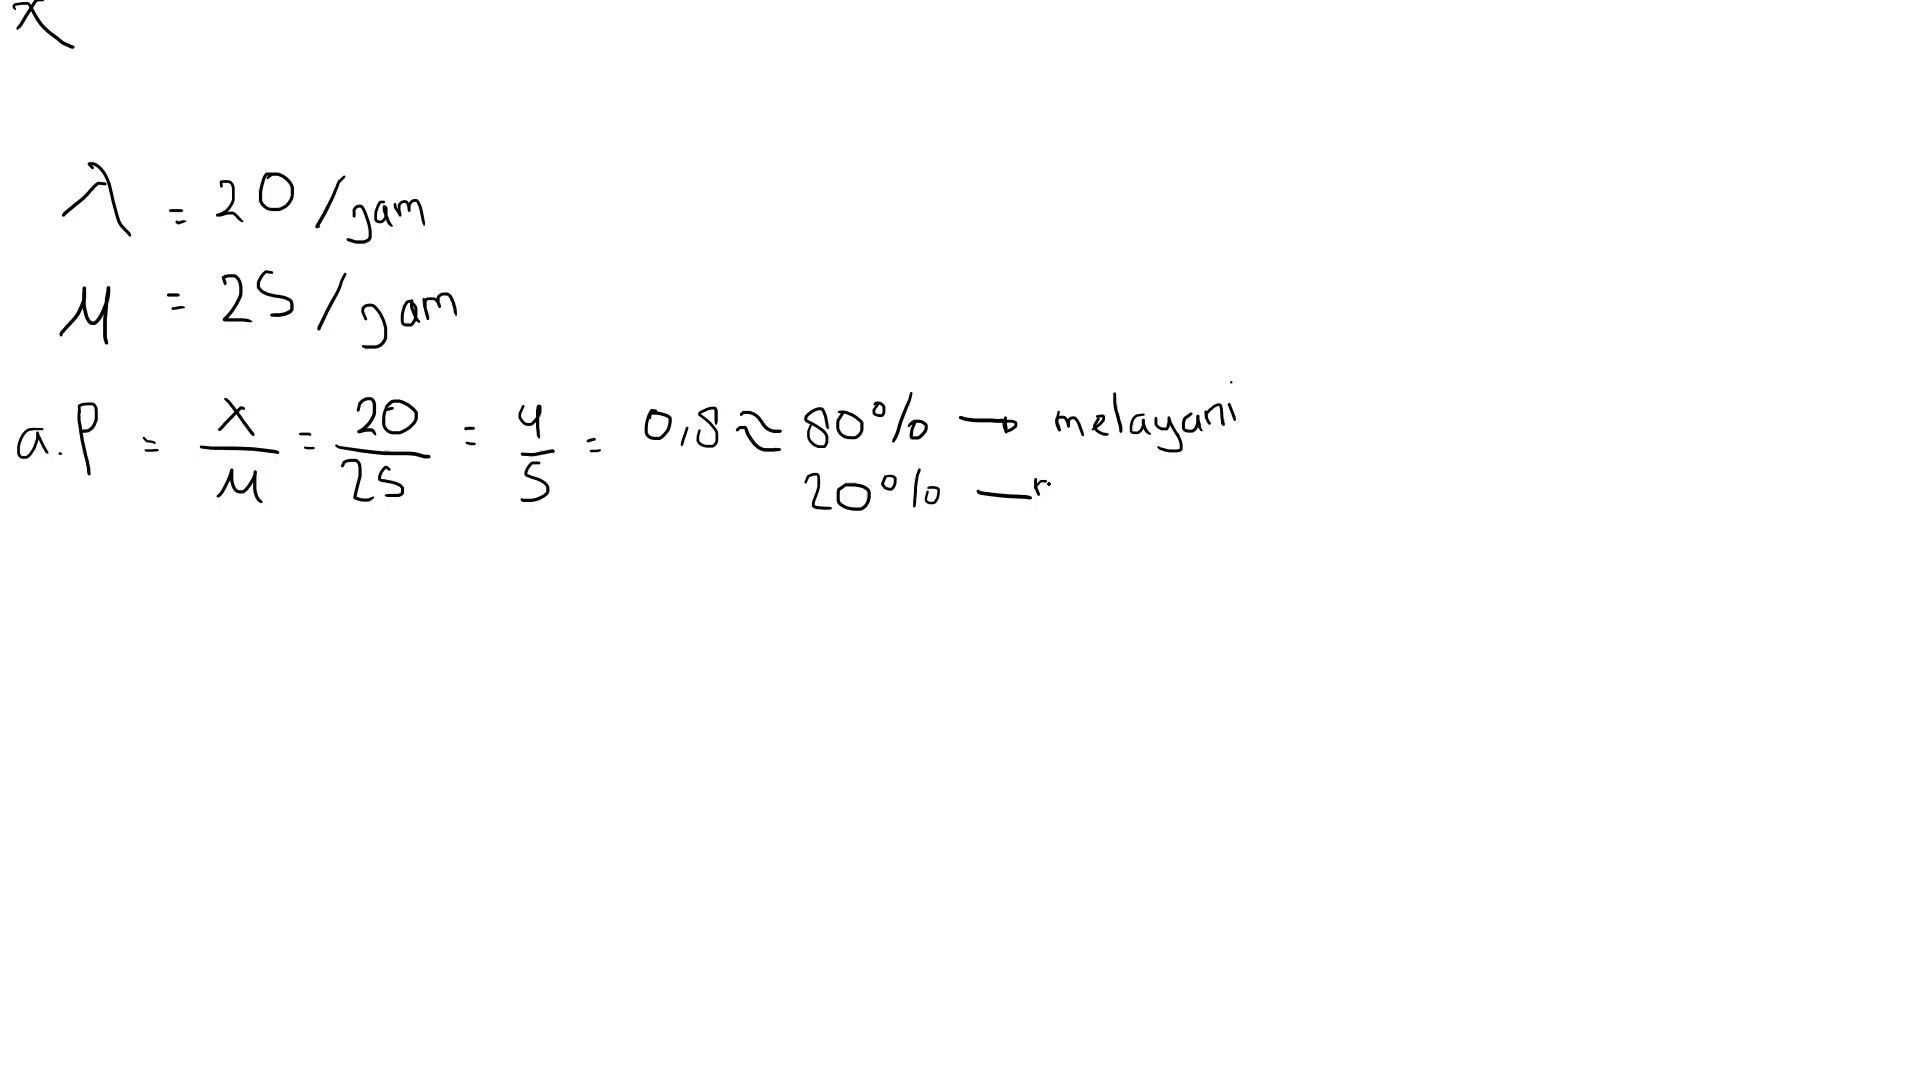 λ
λ = 20/jam
μ = 25/jam
a. ρ = λ/μ = 20/25 = 4/5 = 0,8 ≈ 80% → melayani
20% —